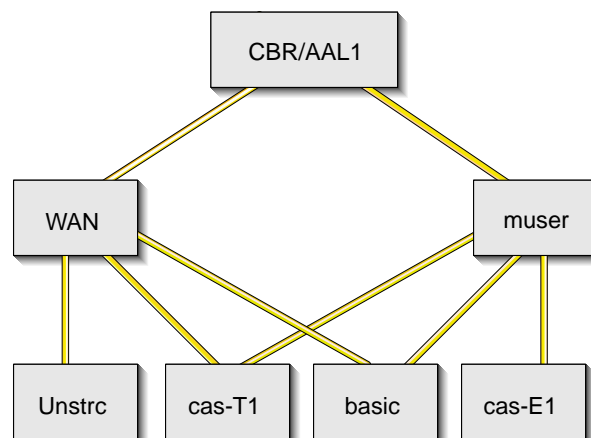 CBR/AAL1
WAN
muser
Unstrc
cas-T1
basic
cas-E1